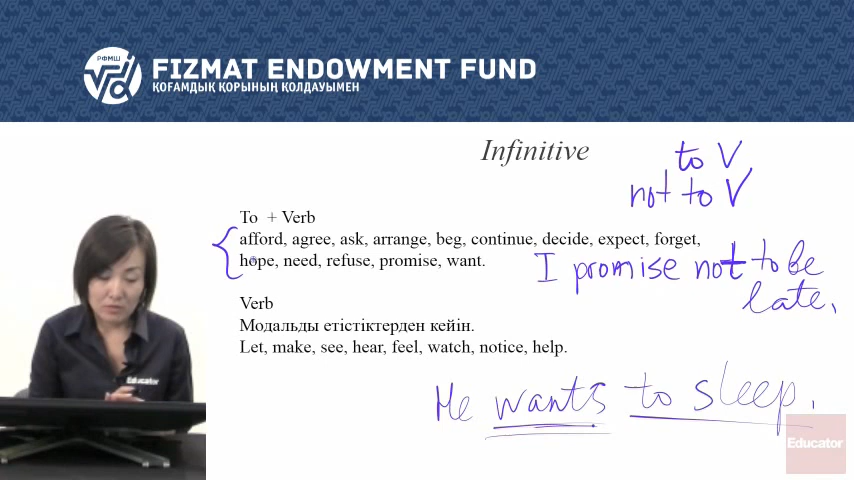 РФМШ
FIZMAT ENDOWMENT FUND
ҚОҒАМДЫҚ ҚОРЫНЫҢ ҚОЛДАУЫМЕН
Infinitive
to V
not to V
To + Verb
afford, agree, ask, arrange, beg, continue, decide, expect, forget,
hope, need, refuse, promise, want.
I promise not to be
late.
Verb
Модальды етістіктерден кейін.
Let, make, see, hear, feel, watch, notice, help.
He wants to sleep.
Educator
Educator